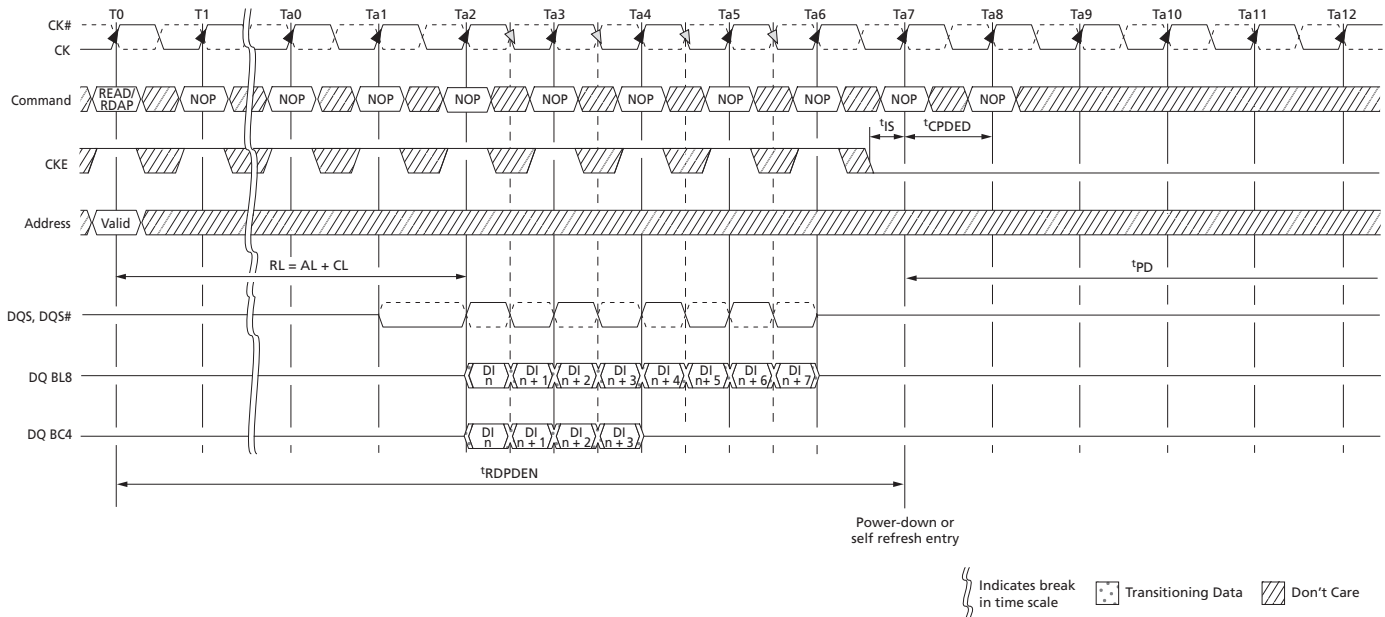 T0 T1 Ta0 Ta1 Ta2 Ta3 Ta4 Ta5 Ta6 Ta7 Ta8 Ta9 Ta10 Ta11 Ta12
CK#
CK
Command READ/ RDAP NOP NOP NOP NOP NOP NOP NOP NOP NOP NOP
tIS tCPDED
CKE
Address Valid
RL = AL + CL tPD
DQS, DQS#
DQ BL8 DI n DI n + 1 DI n + 2 DI n + 3 DI n + 4 DI n + 5 DI n + 6 DI n + 7
DQ BC4 DI n DI n + 1 DI n + 2 DI n + 3
tRDPDEN
Power-down or
self refresh entry
Indicates break
in time scale
Transitioning Data
Don't Care